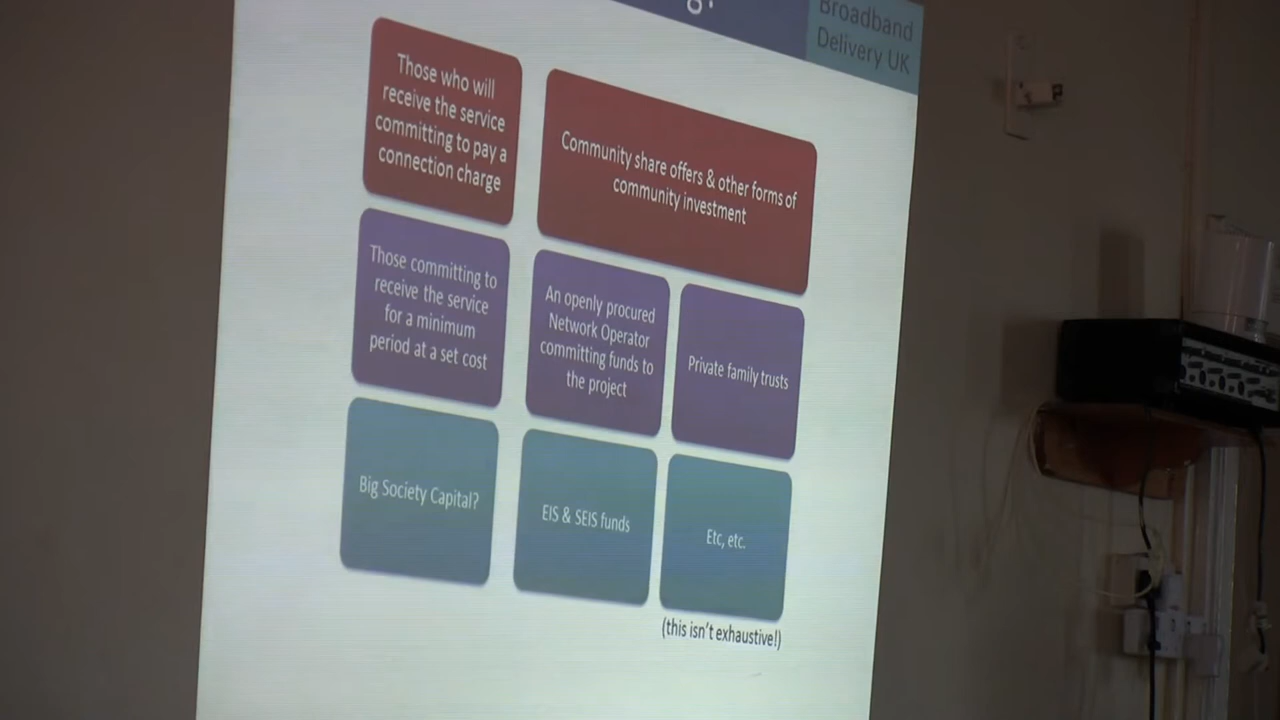 Broadband
Delivery UK
Those who will
receive the service
committing to pay a
connection charge
Community share offers & other forms of
community investment
Those committing to
receive the service
for a minimum
period at a set cost
An openly procured
Network Operator
committing funds to
the project
Private family trusts
Big Society Capital?
EIS & SEIS funds
Etc, etc.
(this isn't exhaustive!)